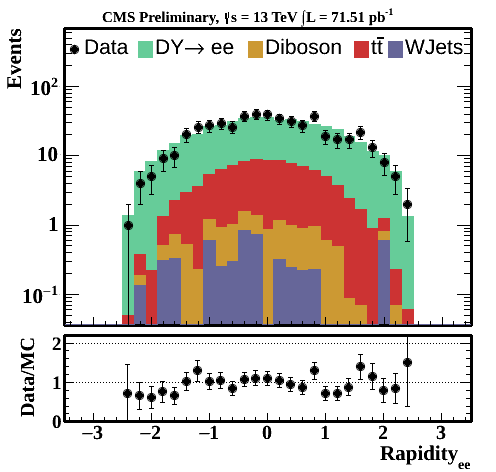 CMS Preliminary, √s = 13 TeV ∫L = 71.51 pb⁻¹
Events
Data DY→ ee Diboson tt̄ WJets
10²
10
1
10⁻¹
Data/MC
2
1
0
−3 −2 −1 0 1 2 3
Rapidity_ee